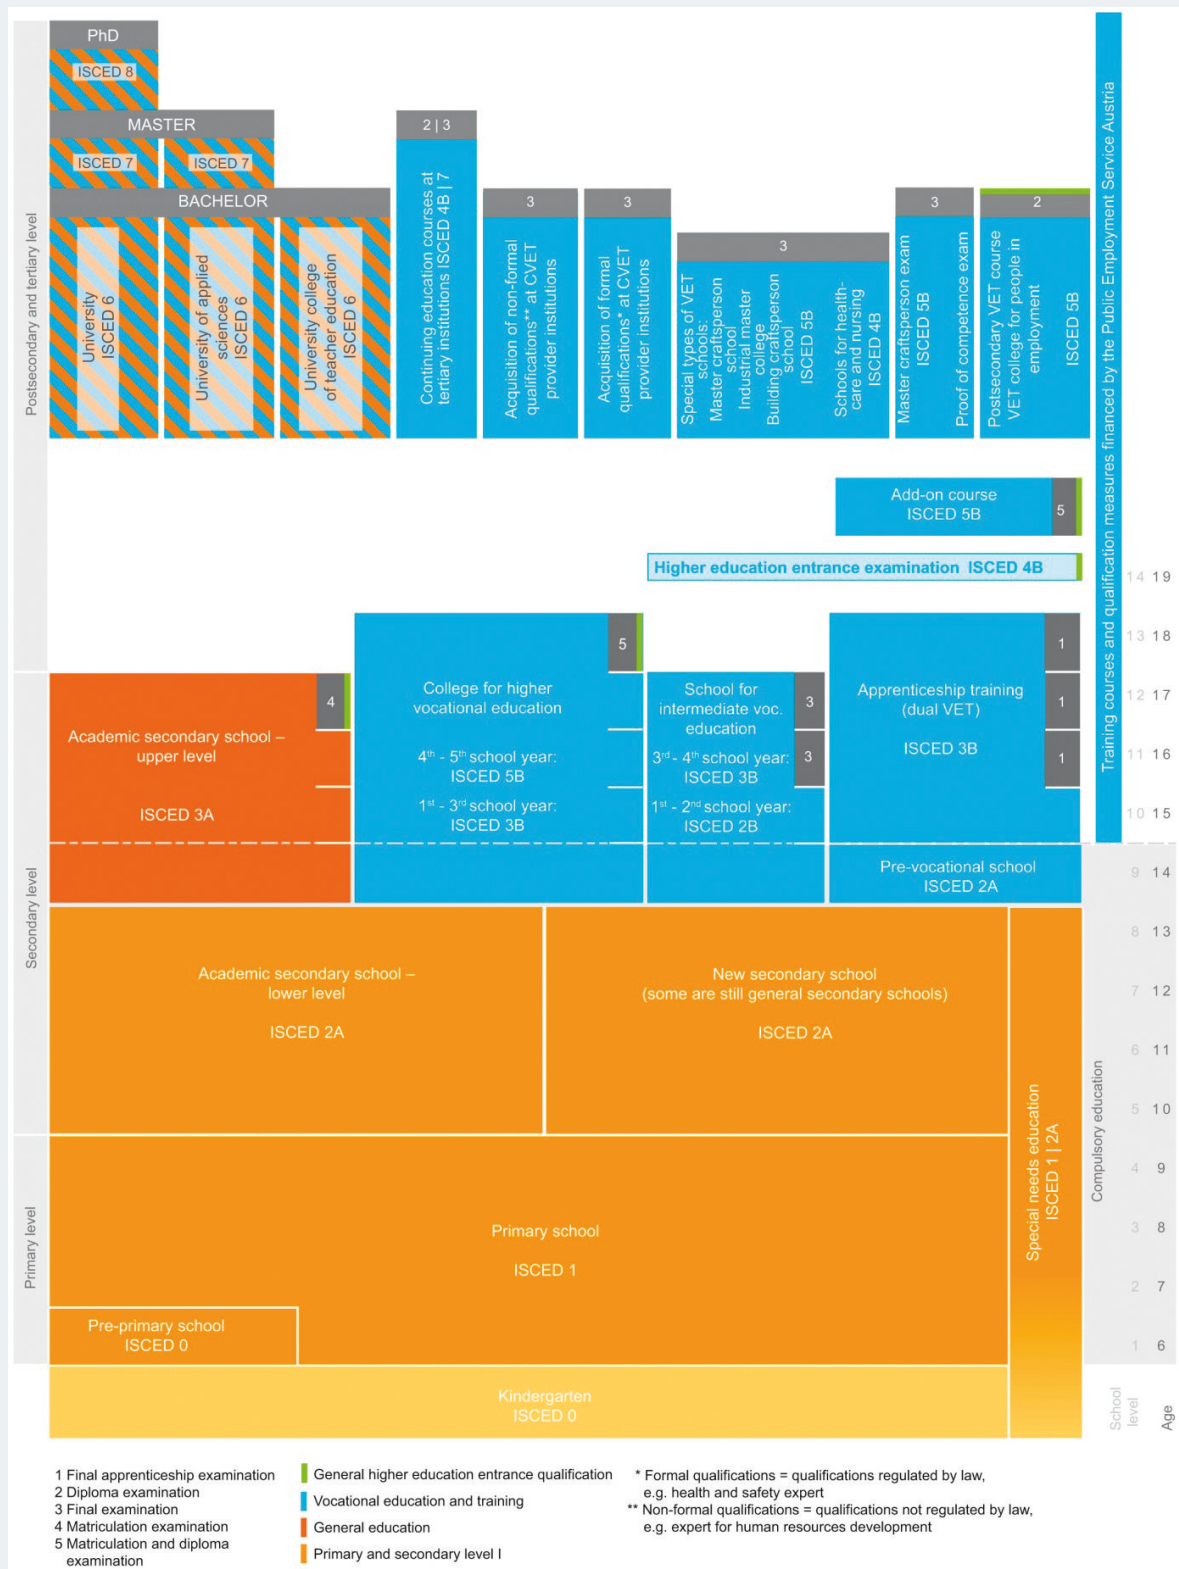 PhD
ISCED 8
MASTER
ISCED 7
ISCED 7
BACHELOR
University
ISCED 6
University of applied
sciences
ISCED 6
University college
of teacher education
ISCED 6
2 | 3
Continuing education courses at
tertiary institutions ISCED 4B | 7
3
Acquisition of non-formal
qualifications** at CVET
provider institutions
3
Acquisition of formal
qualifications* at CVET
provider institutions
3
Special types of VET
schools:
Master craftsperson
school
Industrial master
college
Building craftsperson
school
ISCED 5B
Schools for health-
care and nursing
ISCED 4B
3
Master craftsperson exam
ISCED 5B
Proof of competence exam
2
Postsecondary VET course
VET college for people in
employment
ISCED 5B
Training courses and qualification measures financed by the Public Employment Service Austria
Postsecondary and tertiary level
Add-on course
ISCED 5B
5
Higher education entrance examination ISCED 4B
14 19
13 18
12 17
11 16
10 15
9 14
8 13
7 12
6 11
5 10
4 9
3 8
2 7
1 6
School
level
Age
Compulsory education
Secondary level
Primary level
Academic secondary school –
upper level
ISCED 3A
4
College for higher
vocational education
4th - 5th school year:
ISCED 5B
1st - 3rd school year:
ISCED 3B
5
School for
intermediate voc.
education
3rd - 4th school year:
ISCED 3B
1st - 2nd school year:
ISCED 2B
3
3
Apprenticeship training
(dual VET)
ISCED 3B
1
1
1
Pre-vocational school
ISCED 2A
Academic secondary school –
lower level
ISCED 2A
New secondary school
(some are still general secondary schools)
ISCED 2A
Special needs education
ISCED 1 | 2A
Primary school
ISCED 1
Pre-primary school
ISCED 0
Kindergarten
ISCED 0
1 Final apprenticeship examination
2 Diploma examination
3 Final examination
4 Matriculation examination
5 Matriculation and diploma
examination
General higher education entrance qualification
Vocational education and training
General education
Primary and secondary level I
* Formal qualifications = qualifications regulated by law,
e.g. health and safety expert
** Non-formal qualifications = qualifications not regulated by law,
e.g. expert for human resources development